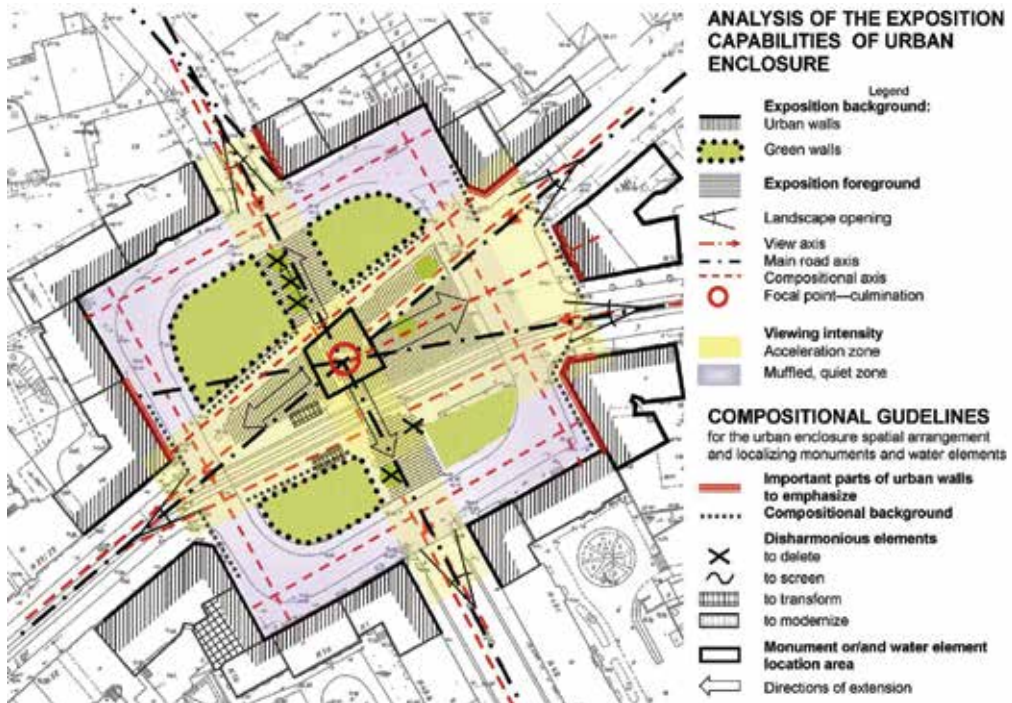 ANALYSIS OF THE EXPOSITION
CAPABILITIES OF URBAN
ENCLOSURE
Legend
Exposition background:
Urban walls
Green walls
Exposition foreground
Landscape opening
View axis
Main road axis
Compositional axis
Focal point—culmination
Viewing intensity
Acceleration zone
Muffled, quiet zone
COMPOSITIONAL GUDELINES
for the urban enclosure spatial arrangement
and localizing monuments and water elements
Important parts of urban walls
to emphasize
Compositional background
Disharmonious elements
to delete
to screen
to transform
to modernize
Monument on/and water element
location area
Directions of extension